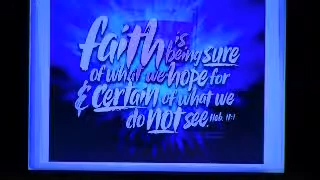 faith is
being sure
of what we hope for
& certain of what we
do not see. Heb. 11:1